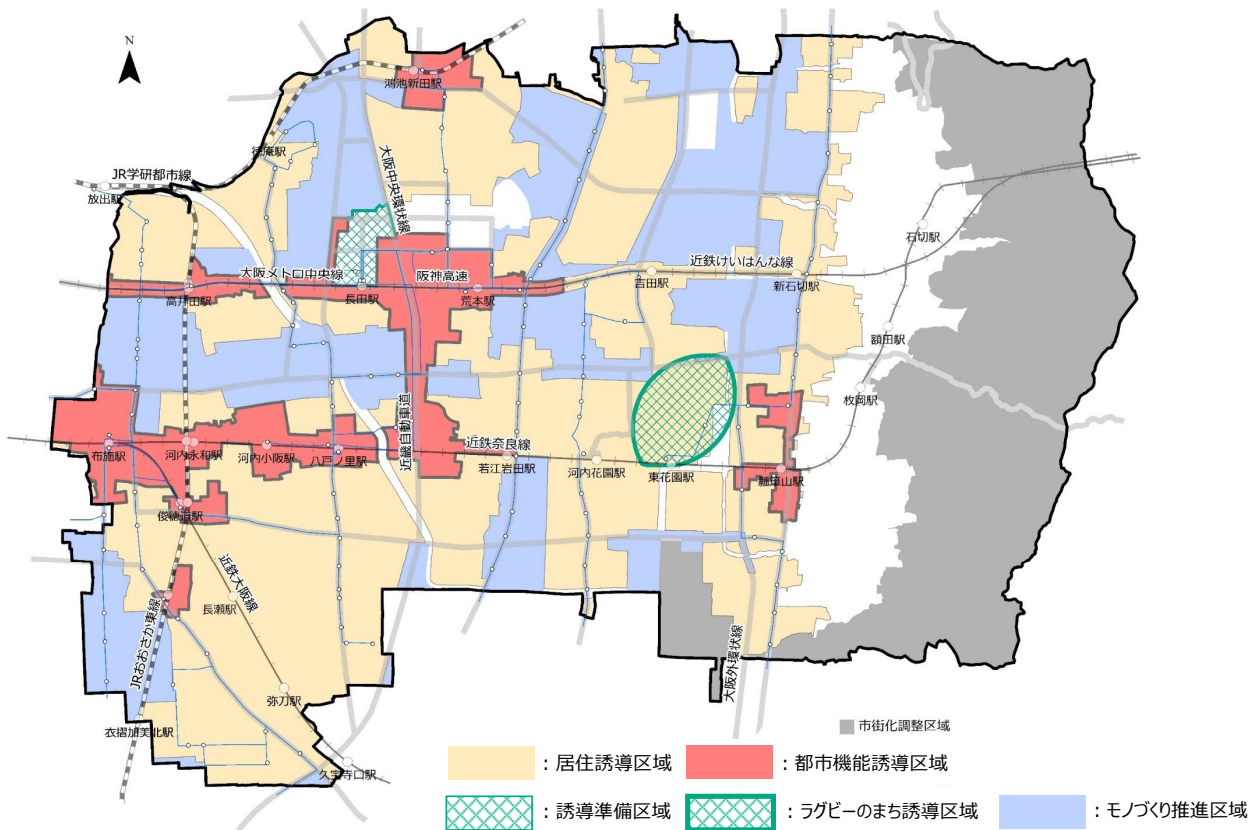 N
鴻池新田駅
徳庵駅
大阪中央環状線
JR学研都市線
放出駅
石切駅
大阪メトロ中央線
阪神高速
近鉄けいはんな線
吉田駅
新石切駅
高井田駅
長田駅
荒本駅
額田駅
枚岡駅
近畿自動車道
近鉄奈良線
布施駅
河内永和駅
河内小阪駅
八戸ノ里駅
若江岩田駅
河内花園駅
東花園駅
瓢箪山駅
俊徳道駅
近鉄大阪線
長瀬駅
JRおおさか東線
弥刀駅
大阪外環状線
衣摺加美北駅
久宝寺口駅
市街化調整区域
：居住誘導区域
：都市機能誘導区域
：誘導準備区域
：ラグビーのまち誘導区域
：モノづくり推進区域